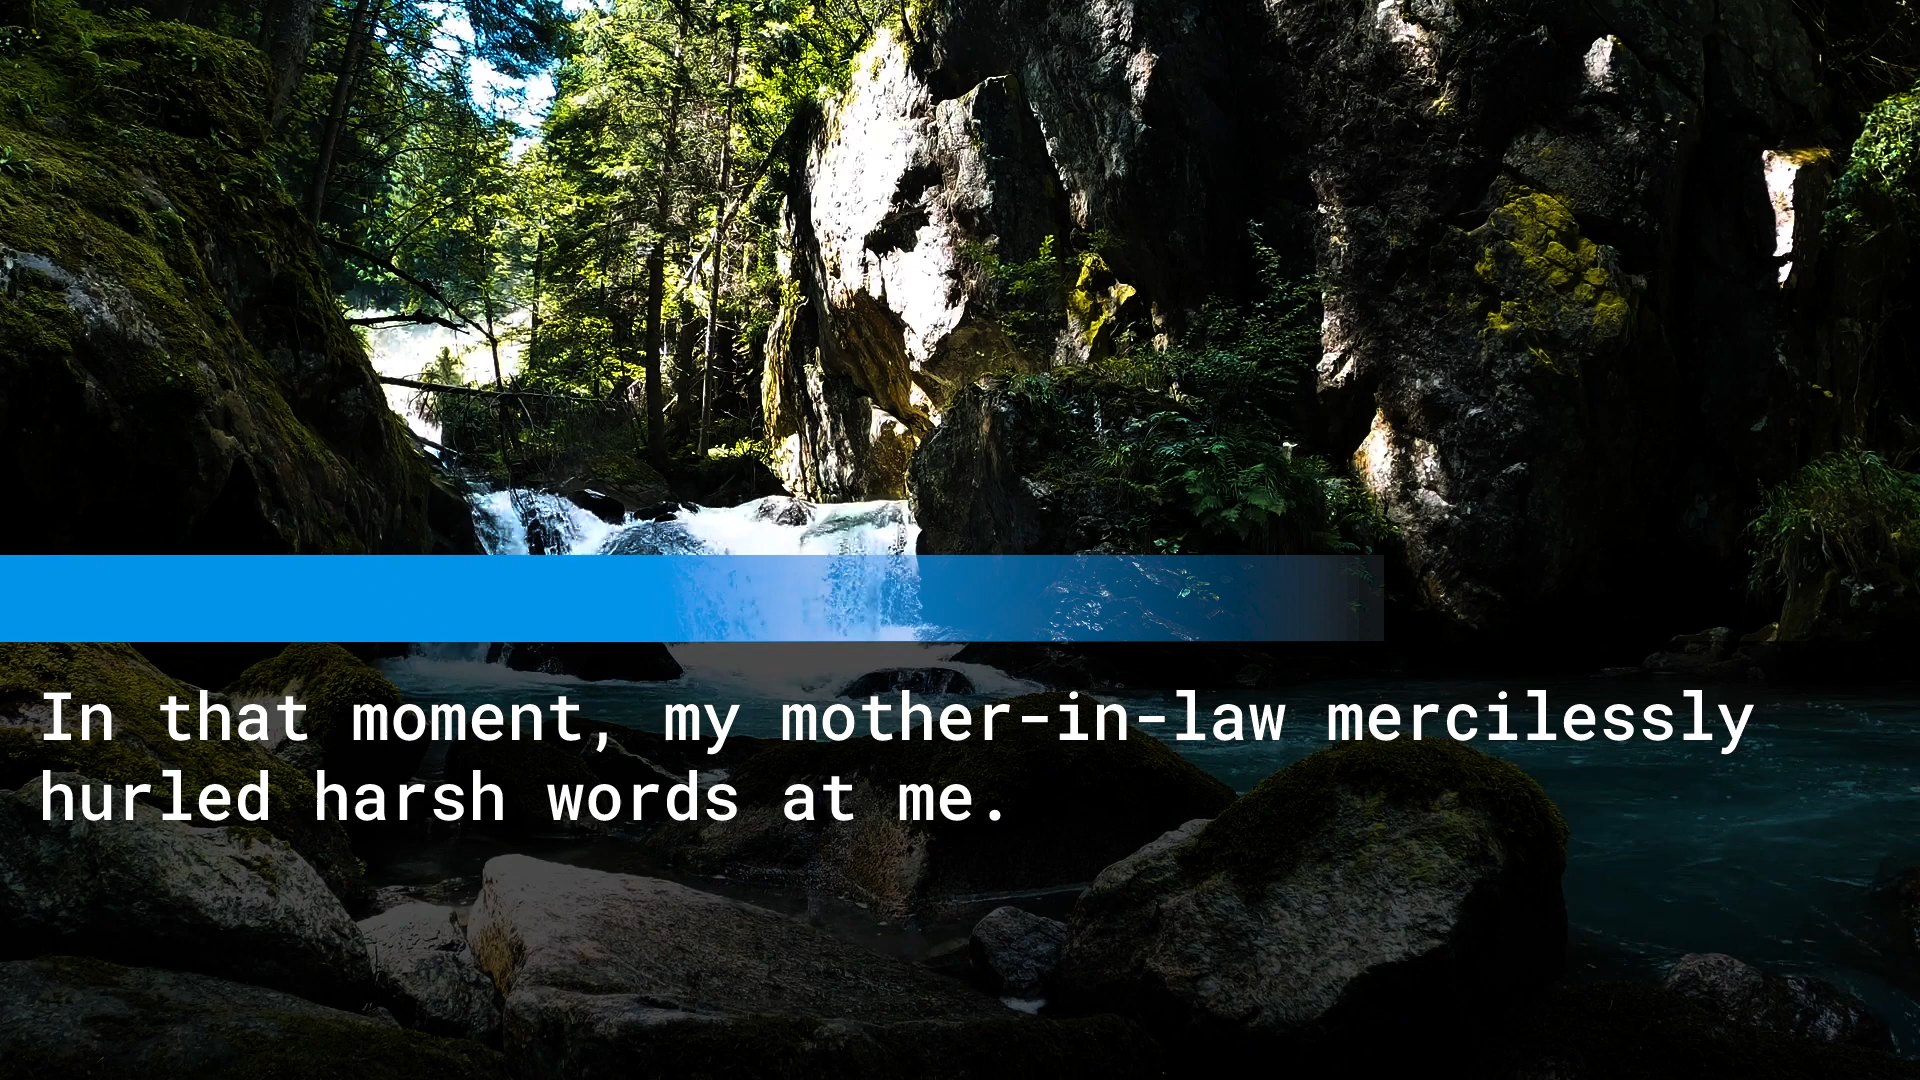 In that moment, my mother-in-law mercilessly
hurled harsh words at me.